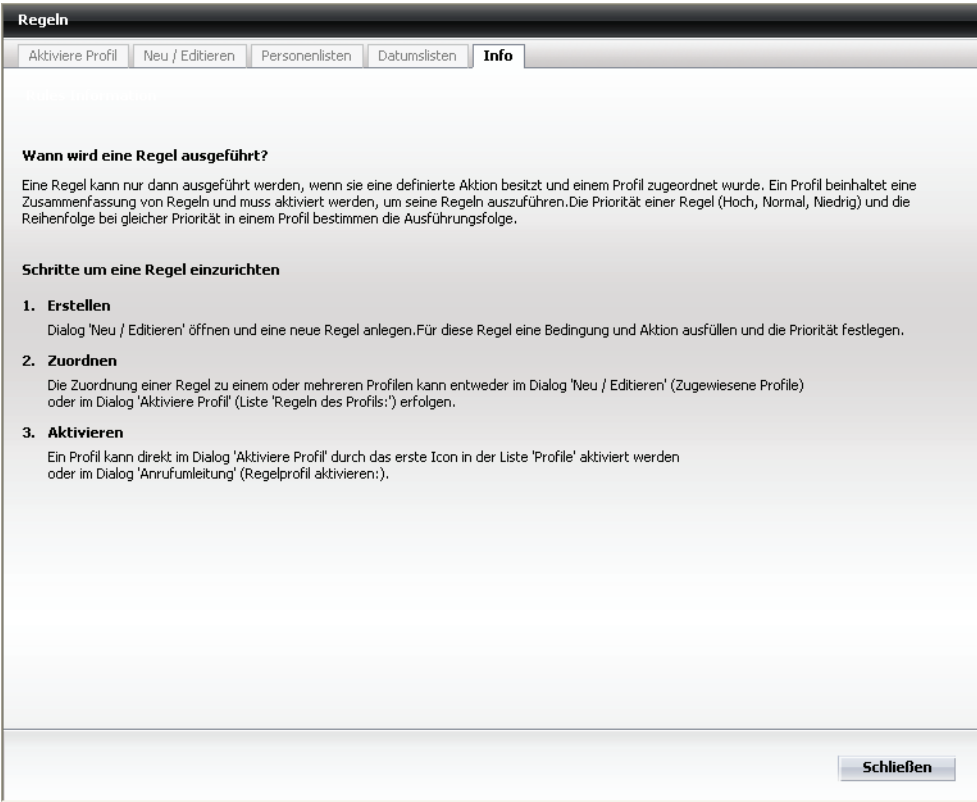 Regeln
Aktiviere Profil
Neu / Editieren
Personenlisten
Datumslisten
Info
Wann wird eine Regel ausgeführt?
Eine Regel kann nur dann ausgeführt werden, wenn sie eine definierte Aktion besitzt und einem Profil zugeordnet wurde. Ein Profil beinhaltet eine
Zusammenfassung von Regeln und muss aktiviert werden, um seine Regeln auszuführen.Die Priorität einer Regel (Hoch, Normal, Niedrig) und die
Reihenfolge bei gleicher Priorität in einem Profil bestimmen die Ausführungsfolge.
Schritte um eine Regel einzurichten
1. Erstellen
Dialog 'Neu / Editieren' öffnen und eine neue Regel anlegen.Für diese Regel eine Bedingung und Aktion ausfüllen und die Priorität festlegen.
2. Zuordnen
Die Zuordnung einer Regel zu einem oder mehreren Profilen kann entweder im Dialog 'Neu / Editieren' (Zugewiesene Profile)
oder im Dialog 'Aktiviere Profil' (Liste 'Regeln des Profils:') erfolgen.
3. Aktivieren
Ein Profil kann direkt im Dialog 'Aktiviere Profil' durch das erste Icon in der Liste 'Profile' aktiviert werden
oder im Dialog 'Anrufumleitung' (Regelprofil aktivieren:).
Schließen